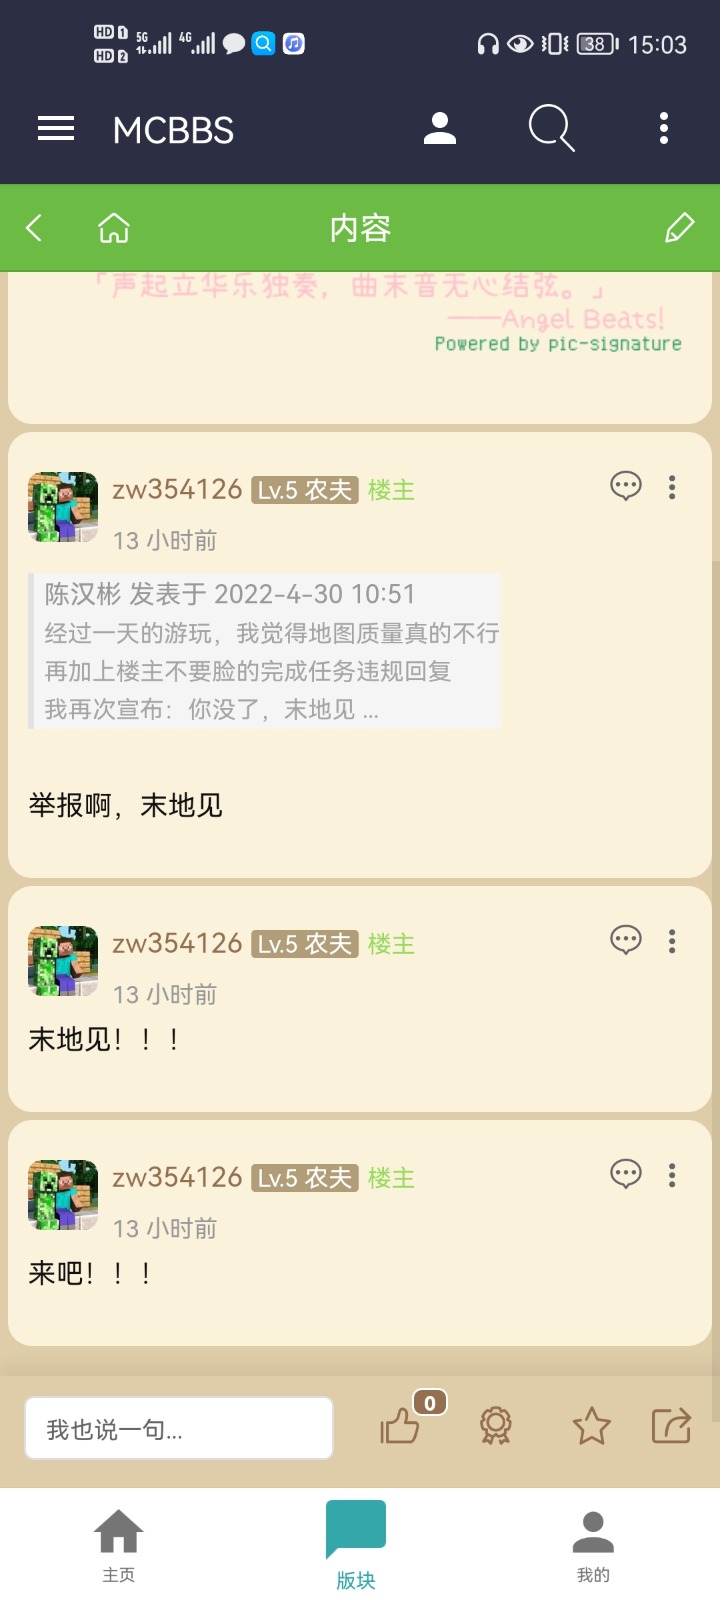 HD 1 5G 4G 38 15:03
HD 2
MCBBS
内容
「声起立华乐独奏，曲末音无心结弦。」
——Angel Beats!
Powered by pic-signature
zw354126 Lv.5 农夫 楼主
13 小时前
陈汉彬 发表于 2022-4-30 10:51
经过一天的游玩，我觉得地图质量真的不行
再加上楼主不要脸的完成任务违规回复
我再次宣布：你没了，末地见 ...
举报啊，末地见
zw354126 Lv.5 农夫 楼主
13 小时前
末地见！！！
zw354126 Lv.5 农夫 楼主
13 小时前
来吧！！！
我也说一句...
0
主页
版块
我的